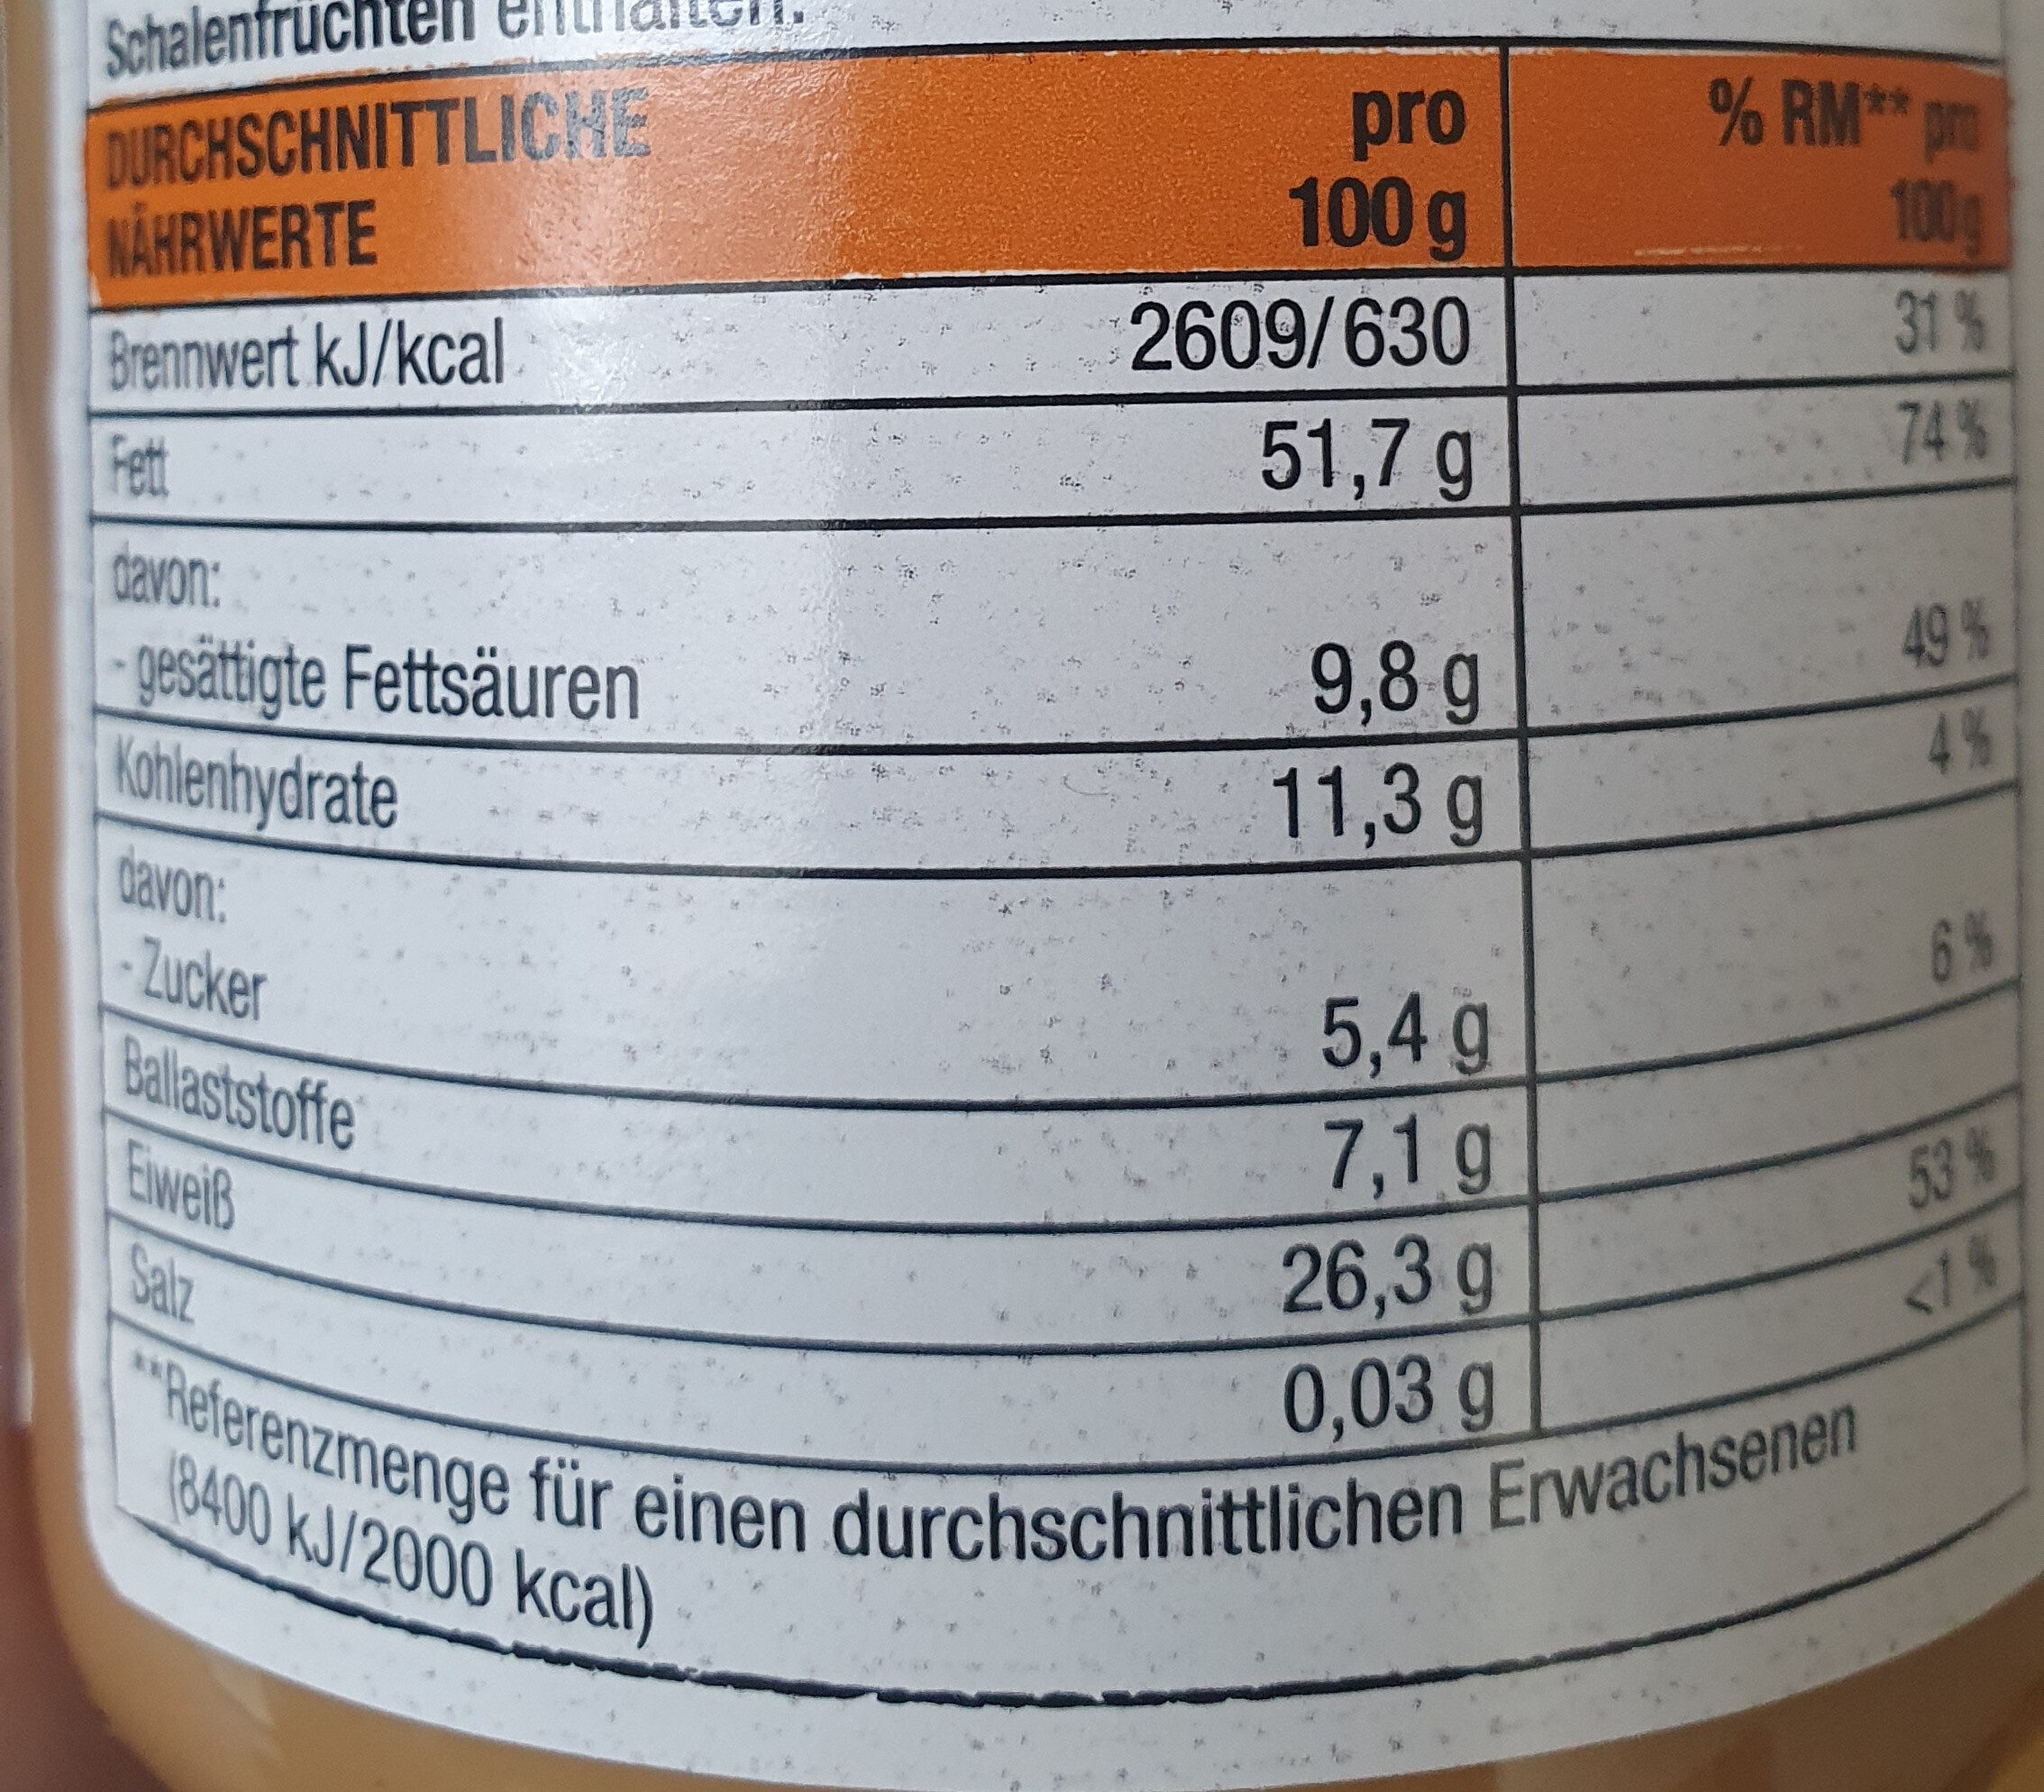 Schalenfrüchten enthalten.
DURCHSCHNITTLICHE NÄHRWERTE pro 100 g % RM** pro 100g
Brennwert kJ/kcal 2609/630 31 %
Fett 51,7 g 74 %
davon:
- gesättigte Fettsäuren 9,8 g 49 %
Kohlenhydrate 11,3 g 4 %
davon:
- Zucker 5,4 g 6 %
Ballaststoffe 7,1 g
Eiweiß 26,3 g 53 %
Salz 0,03 g <1 %
**Referenzmenge für einen durchschnittlichen Erwachsenen
(8400 kJ/2000 kcal)